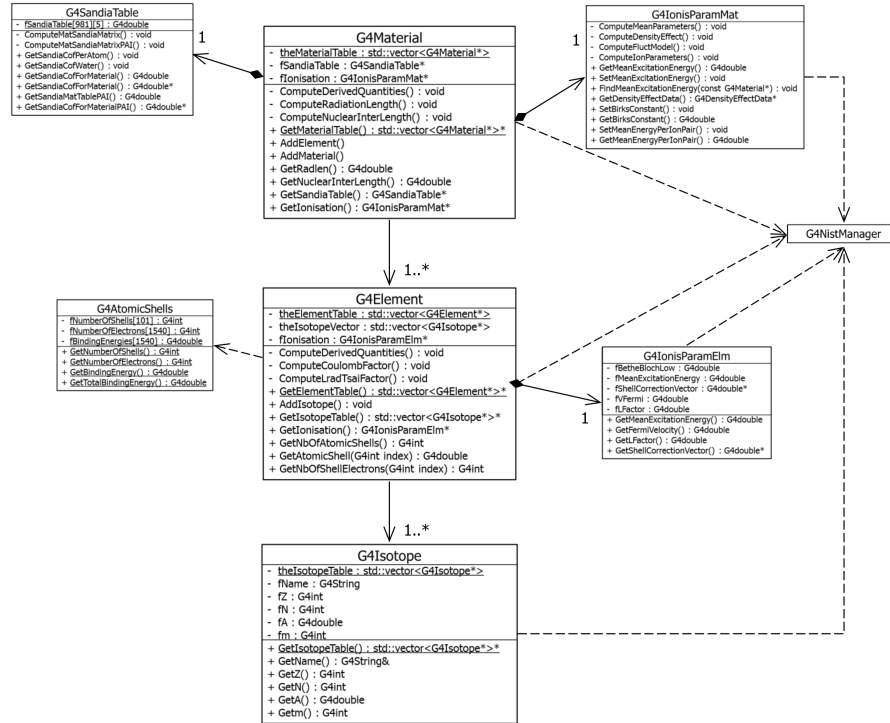 G4SandiaTable
- fSandiaTable[981][5] : G4double
- ComputeMatSandiaMatrix() : void
- ComputeMatSandiaMatrixPAI() : void
+ GetSandiaCofPerAtom() : void
+ GetSandiaCofWater() : void
+ GetSandiaCofForMaterial() : G4double
+ GetSandiaCofForMaterial() : G4double*
+ GetSandiaMatTablePAI() : G4double
+ GetSandiaCofForMaterialPAI() : G4double*
1
G4Material
- theMaterialTable : std::vector<G4Material*>
- fSandiaTable : G4SandiaTable*
- fIonisation : G4IonisParamMat*
- ComputeDerivedQuantities() : void
- ComputeRadiationLength() : void
- ComputeNuclearInterLength() : void
+ GetMaterialTable() : std::vector<G4Material*>*
+ AddElement()
+ AddMaterial()
+ GetRadlen() : G4double
+ GetNuclearInterLength() : G4double
+ GetSandiaTable() : G4SandiaTable*
+ GetIonisation() : G4IonisParamMat*
1
G4IonisParamMat
- ComputeMeanParameters() : void
- ComputeDensityEffect() : void
- ComputeFluctModel() : void
- ComputeIonParameters() : void
+ GetMeanExcitationEnergy() : G4double
+ SetMeanExcitationEnergy() : void
+ FindMeanExcitationEnergy(const G4Material*) : void
+ GetDensityEffectData() : G4DensityEffectData*
+ SetBirksConstant() : void
+ GetBirksConstant() : G4double
+ SetMeanEnergyPerIonPair() : void
+ GetMeanEnergyPerIonPair() : G4double
G4NistManager
1..*
G4AtomicShells
- fNumberOfShells[101] : G4int
- fNumberOfElectrons[1540] : G4int
- fBindingEnergies[1540] : G4double
+ GetNumberOfShells() : G4int
+ GetNumberOfElectrons() : G4int
+ GetBindingEnergy() : G4double
+ GetTotalBindingEnergy() : G4double
G4Element
- theElementTable : std::vector<G4Element*>
- theIsotopeVector : std::vector<G4Isotope*>
- fIonisation : G4IonisParamElm*
- ComputeDerivedQuantities() : void
- ComputeCoulombFactor() : void
- ComputeLradTsaiFactor() : void
+ GetElementTable() : std::vector<G4Element*>*
+ AddIsotope() : void
+ GetIsotopeTable() : std::vector<G4Isotope*>*
+ GetIonisation() : G4IonisParamElm*
+ GetNbOfAtomicShells() : G4int
+ GetAtomicShell(G4int index) : G4double
+ GetNbOfShellElectrons(G4int index) : G4int
1
G4IonisParamElm
- fBetheBlochLow : G4double
- fMeanExcitationEnergy : G4double
- fShellCorrectionVector : G4double*
- fVFermi : G4double
- fLFactor : G4double
+ GetMeanExcitationEnergy() : G4double
+ GetFermiVelocity() : G4double
+ GetLFactor() : G4double
+ GetShellCorrectionVector() : G4double*
1..*
G4Isotope
- theIsotopeTable : std::vector<G4Isotope*>
- fName : G4String
- fZ : G4int
- fN : G4int
- fA : G4double
- fm : G4int
+ GetIsotopeTable() : std::vector<G4Isotope*>*
+ GetName() : G4String&
+ GetZ() : G4int
+ GetN() : G4int
+ GetA() : G4double
+ Getm() : G4int